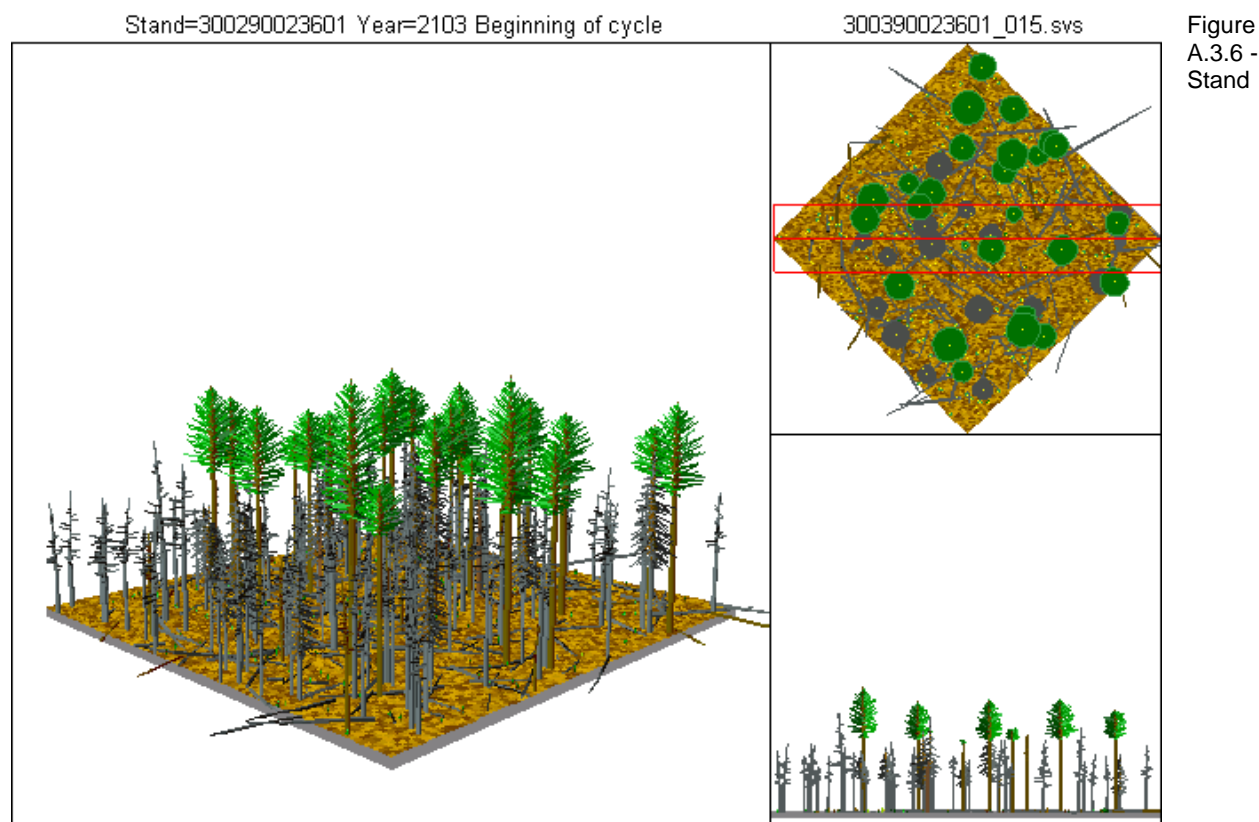 Stand=300290023601 Year=2103 Beginning of cycle
300390023601_015.svs
Figure
A.3.6 -
Stand